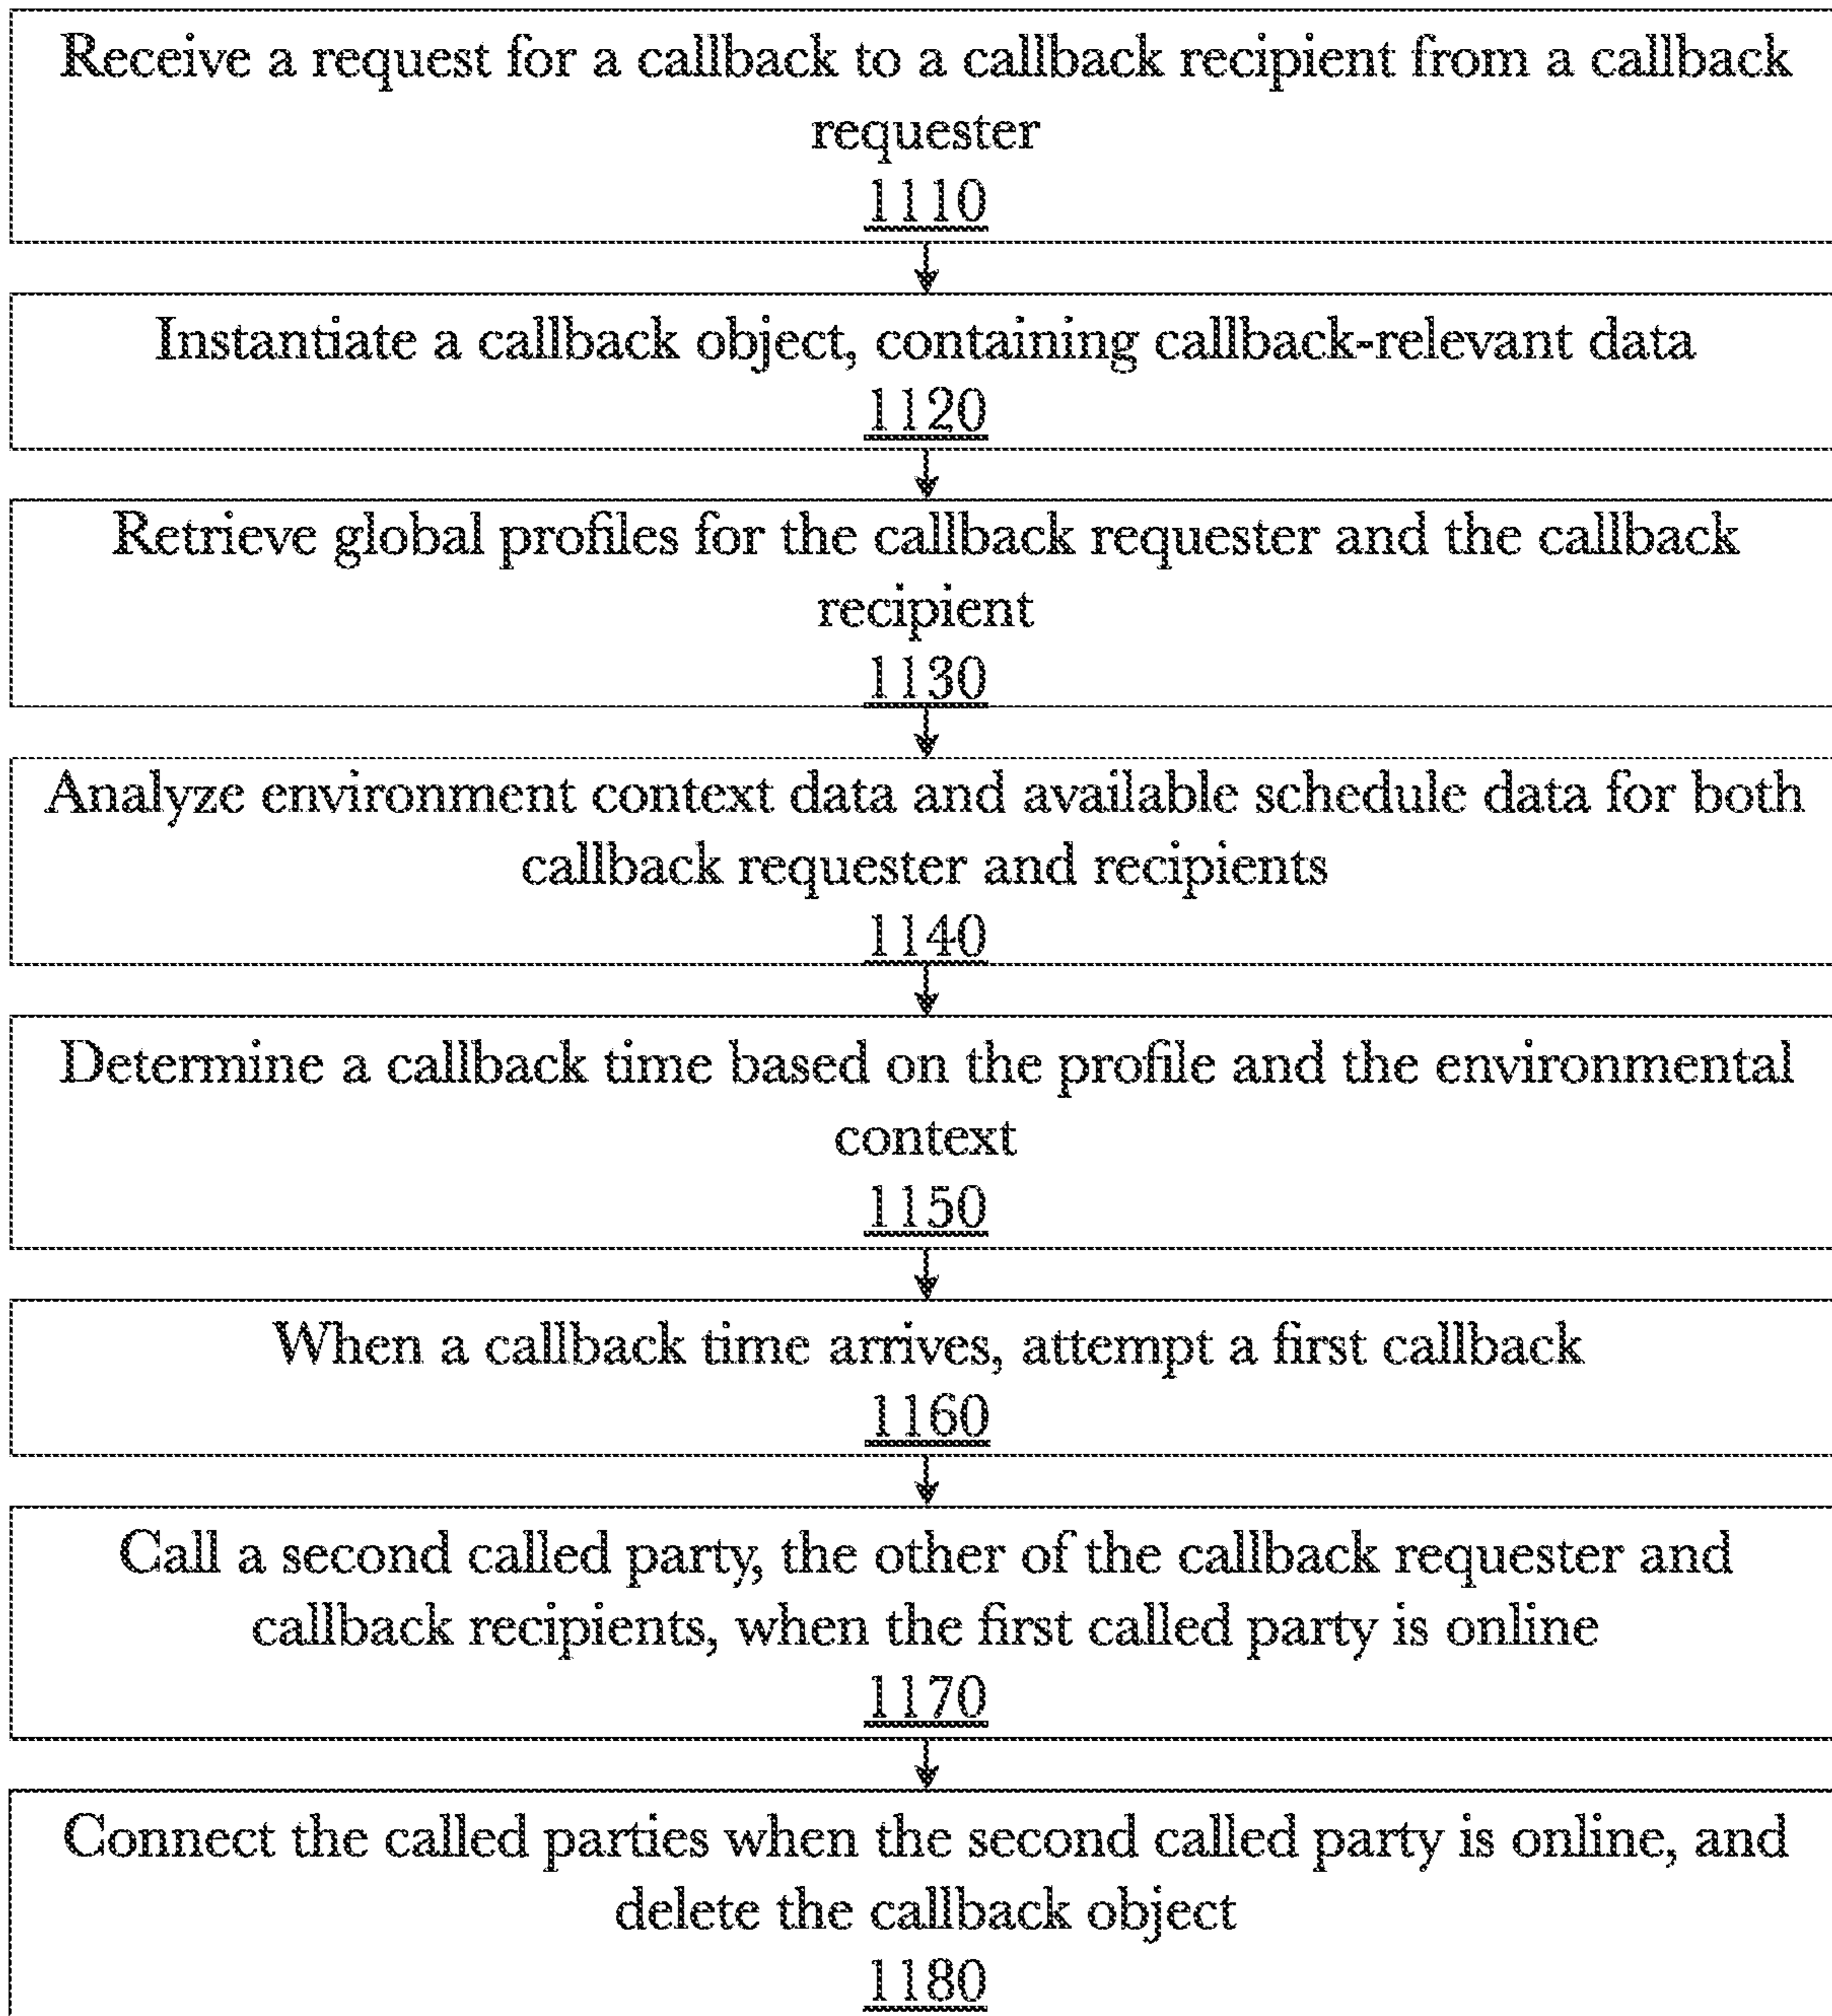 Receive a request for a callback to a callback recipient from a callback
requester
1110
Instantiate a callback object, containing callback-relevant data
1120
Retrieve global profiles for the callback requester and the callback
recipient
1130
Analyze environment context data and available schedule data for both
callback requester and recipients
1140
Determine a callback time based on the profile and the environmental
context
1150
When a callback time arrives, attempt a first callback
1160
Call a second called party, the other of the callback requester and
callback recipients, when the first called party is online
1170
Connect the called parties when the second called party is online, and
delete the callback object
1180